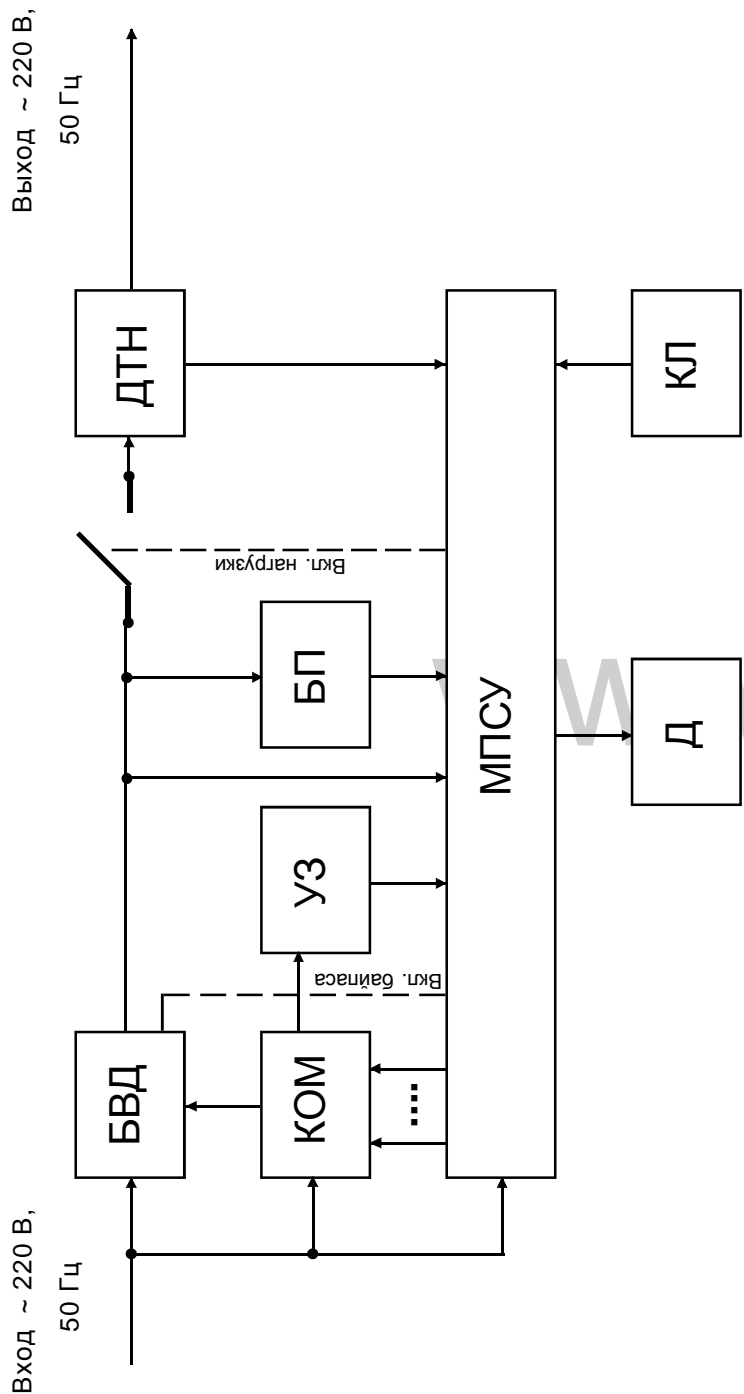 Вход ~ 220 В,
50 Гц
Выход ~ 220 В,
50 Гц
БВД
ДТН
КОМ
Вкл. байпаса
УЗ
БП
Вкл. нагрузки
МПСУ
Д
КЛ